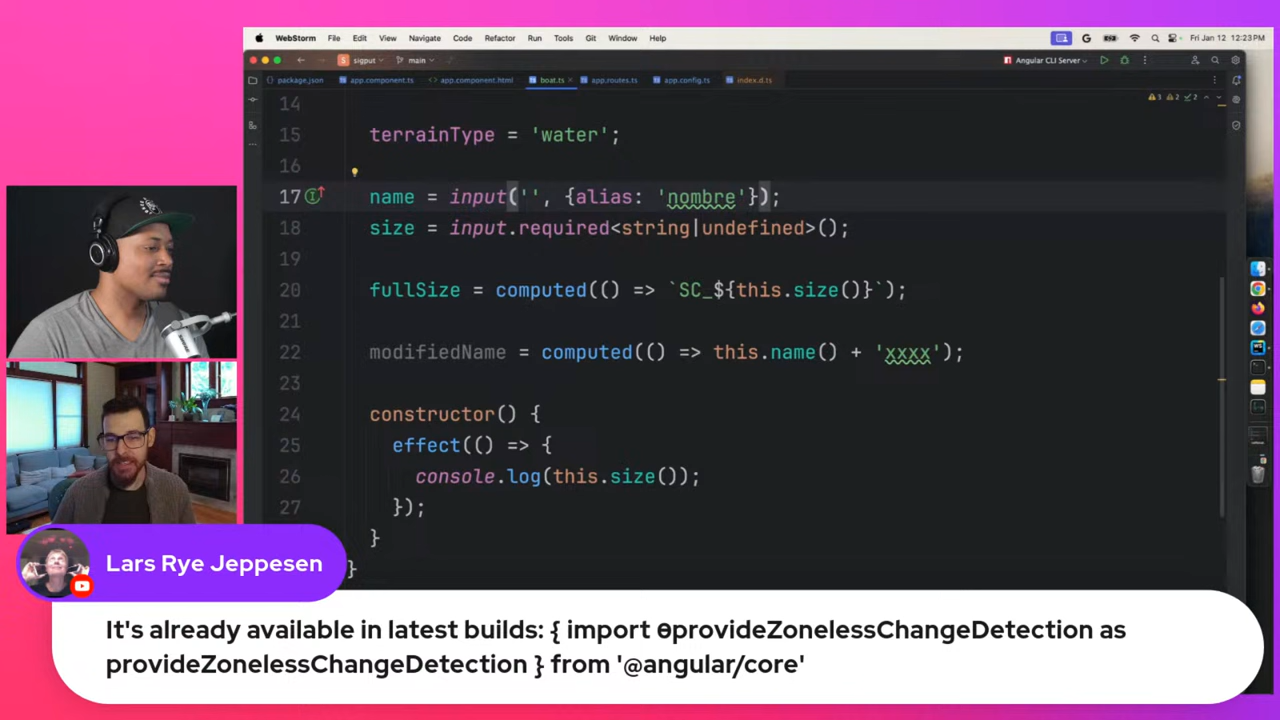 WebStorm File Edit View Navigate Code Refactor Run Tools Git Window Help Fri Jan 12 12:23 PM
sigput main Angular CLI Server
package.json app.component.ts app.component.html boat.ts app.routes.ts app.config.ts index.d.ts
3 2 2
14
15 terrainType = 'water';
16
17 name = input('', {alias: 'nombre'});
18 size = input.required<string|undefined>();
19
20 fullSize = computed(() => `SC_${this.size()}`);
21
22 modifiedName = computed(() => this.name() + 'xxxx');
23
24 constructor() {
25 effect(() => {
26 console.log(this.size());
27 });
}
}
Lars Rye Jeppesen
It's already available in latest builds: { import ɵprovideZonelessChangeDetection as
provideZonelessChangeDetection } from '@angular/core'